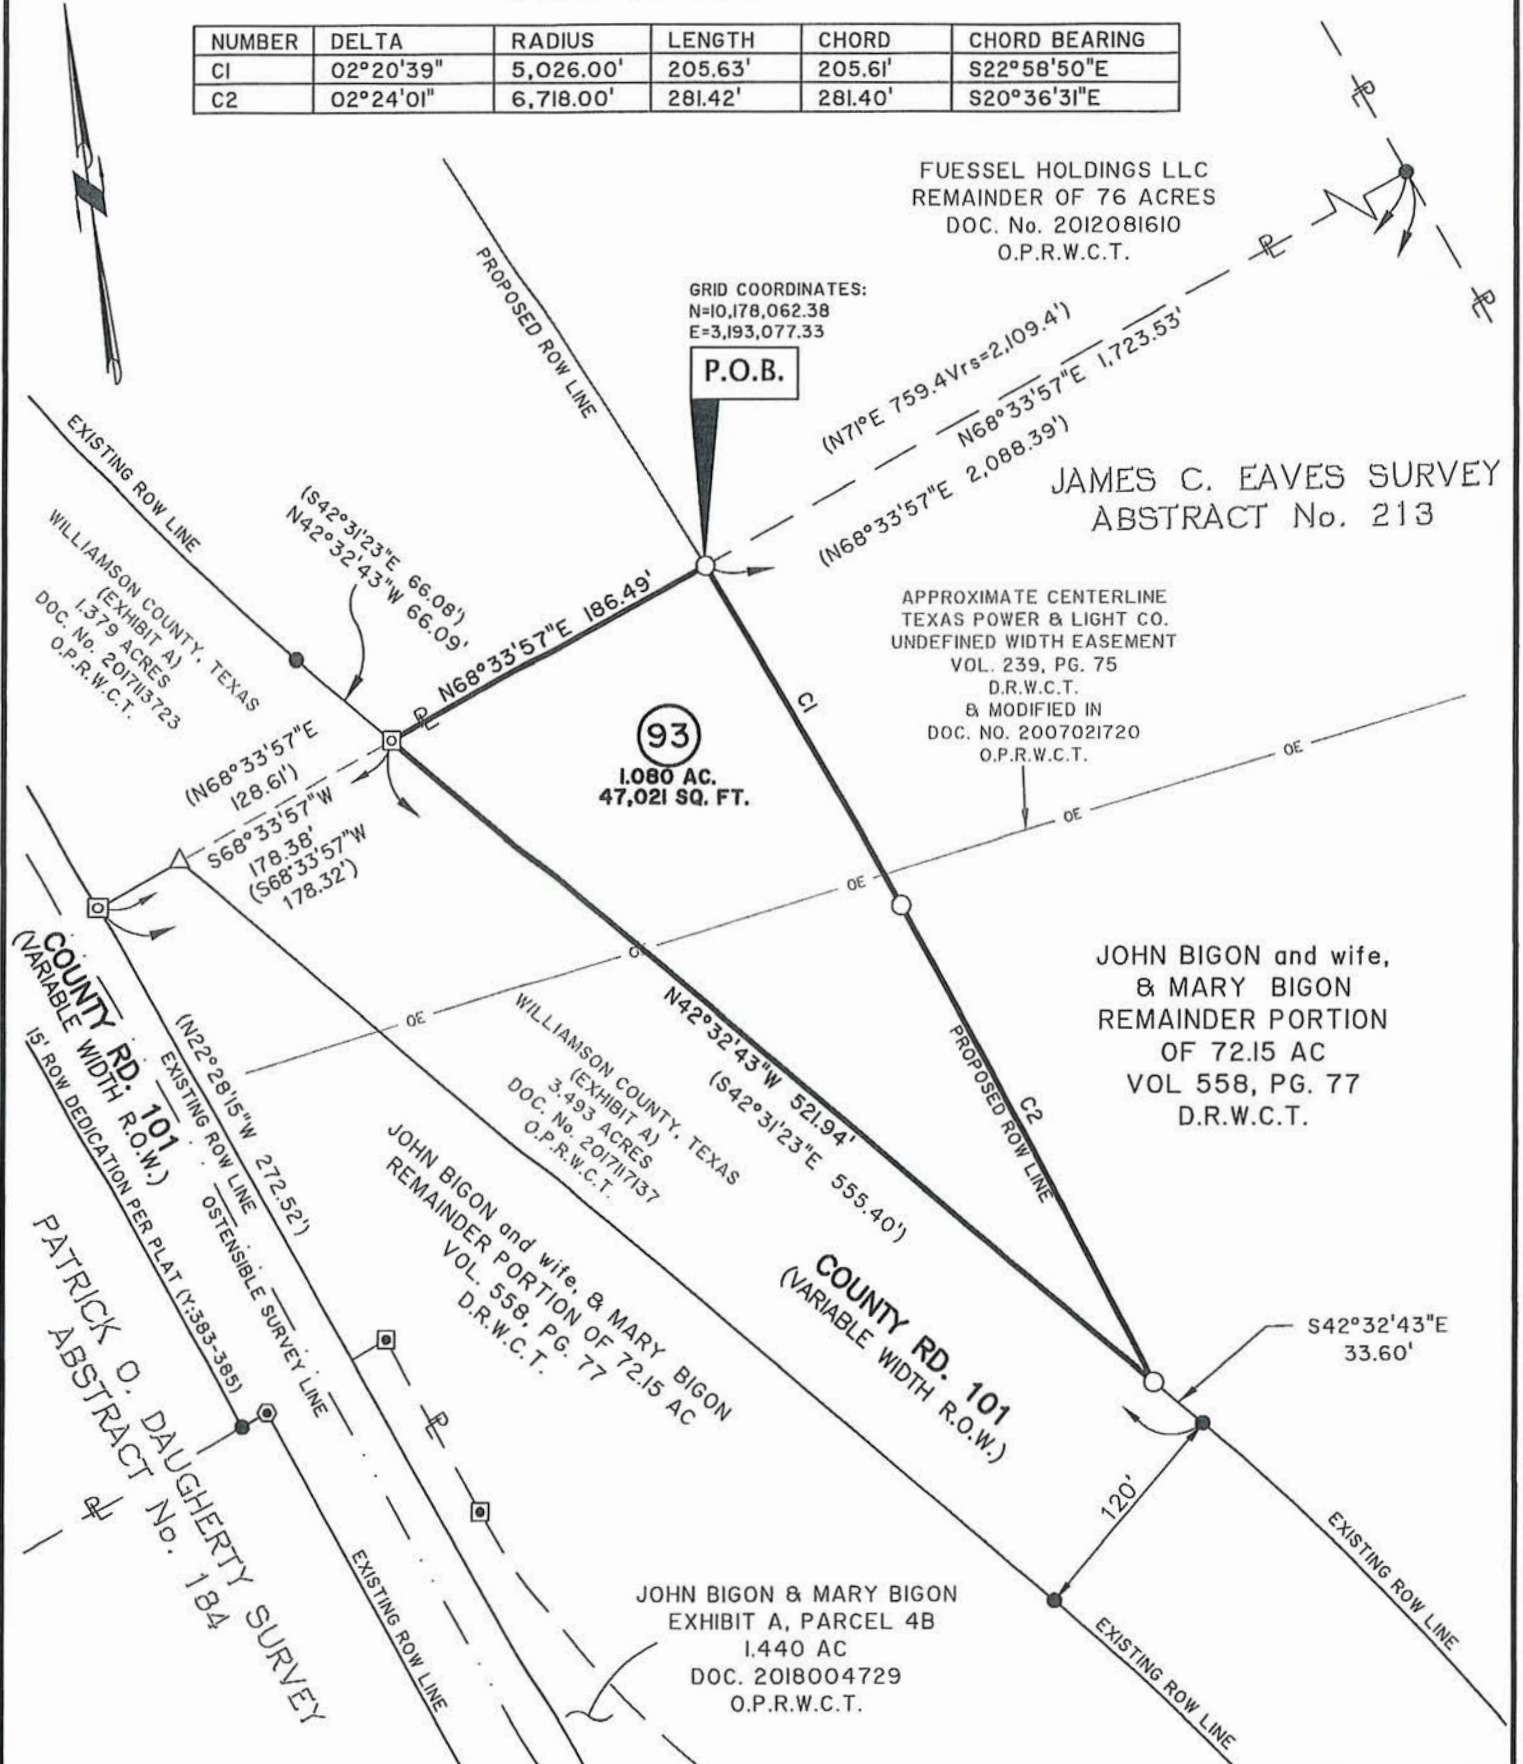 NUMBER DELTA RADIUS LENGTH CHORD CHORD BEARING
C1 02°20'39" 5,026.00' 205.63' 205.61' S22°58'50"E
C2 02°24'01" 6,718.00' 281.42' 281.40' S20°36'31"E
FUESSEL HOLDINGS LLC
REMAINDER OF 76 ACRES
DOC. No. 2012081610
O.P.R.W.C.T.
PROPOSED ROW LINE
GRID COORDINATES:
N=10,178,062.38
E=3,193,077.33
P.O.B.
(N71°E 759.4Vrs=2,109.4')
N68°33'57"E 1,723.53'
(N68°33'57"E 2,088.39')
JAMES C. EAVES SURVEY
ABSTRACT No. 213
EXISTING ROW LINE
(S42°31'23"E 66.08')
N42°32'43"W 66.09'
WILLIAMSON COUNTY, TEXAS
(EXHIBIT A)
1.379 ACRES
DOC. No. 2017113723
O.P.R.W.C.T.
N68°33'57"E 186.49'
PL
C1
93
1.080 AC.
47,021 SQ. FT.
APPROXIMATE CENTERLINE
TEXAS POWER & LIGHT CO.
UNDEFINED WIDTH EASEMENT
VOL. 239, PG. 75
D.R.W.C.T.
& MODIFIED IN
DOC. NO. 2007021720
O.P.R.W.C.T.
OE
OE
OE
OE
(N68°33'57"E
128.61')
S68°33'57"W
178.38'
(S68°33'57"W
178.32')
COUNTY RD. 101
(VARIABLE WIDTH R.O.W.)
15' ROW DEDICATION PER PLAT (Y:383-385)
(N22°28'15"W 272.52')
EXISTING ROW LINE
OSTENSIBLE SURVEY LINE
WILLIAMSON COUNTY, TEXAS
(EXHIBIT A)
3.493 ACRES
DOC. No. 2017117137
O.P.R.W.C.T.
N42°32'43"W 521.94'
(S42°31'23"E 555.40')
PROPOSED ROW LINE
C2
JOHN BIGON and wife,
& MARY BIGON
REMAINDER PORTION
OF 72.15 AC
VOL 558, PG. 77
D.R.W.C.T.
JOHN BIGON and wife, & MARY BIGON
REMAINDER PORTION OF 72.15 AC
VOL. 558, PG. 77
D.R.W.C.T.
COUNTY RD. 101
(VARIABLE WIDTH R.O.W.)
S42°32'43"E
33.60'
120'
PATRICK O. DAUGHERTY SURVEY
ABSTRACT No. 184
EXISTING ROW LINE
JOHN BIGON & MARY BIGON
EXHIBIT A, PARCEL 4B
1.440 AC
DOC. 2018004729
O.P.R.W.C.T.
EXISTING ROW LINE
EXISTING ROW LINE